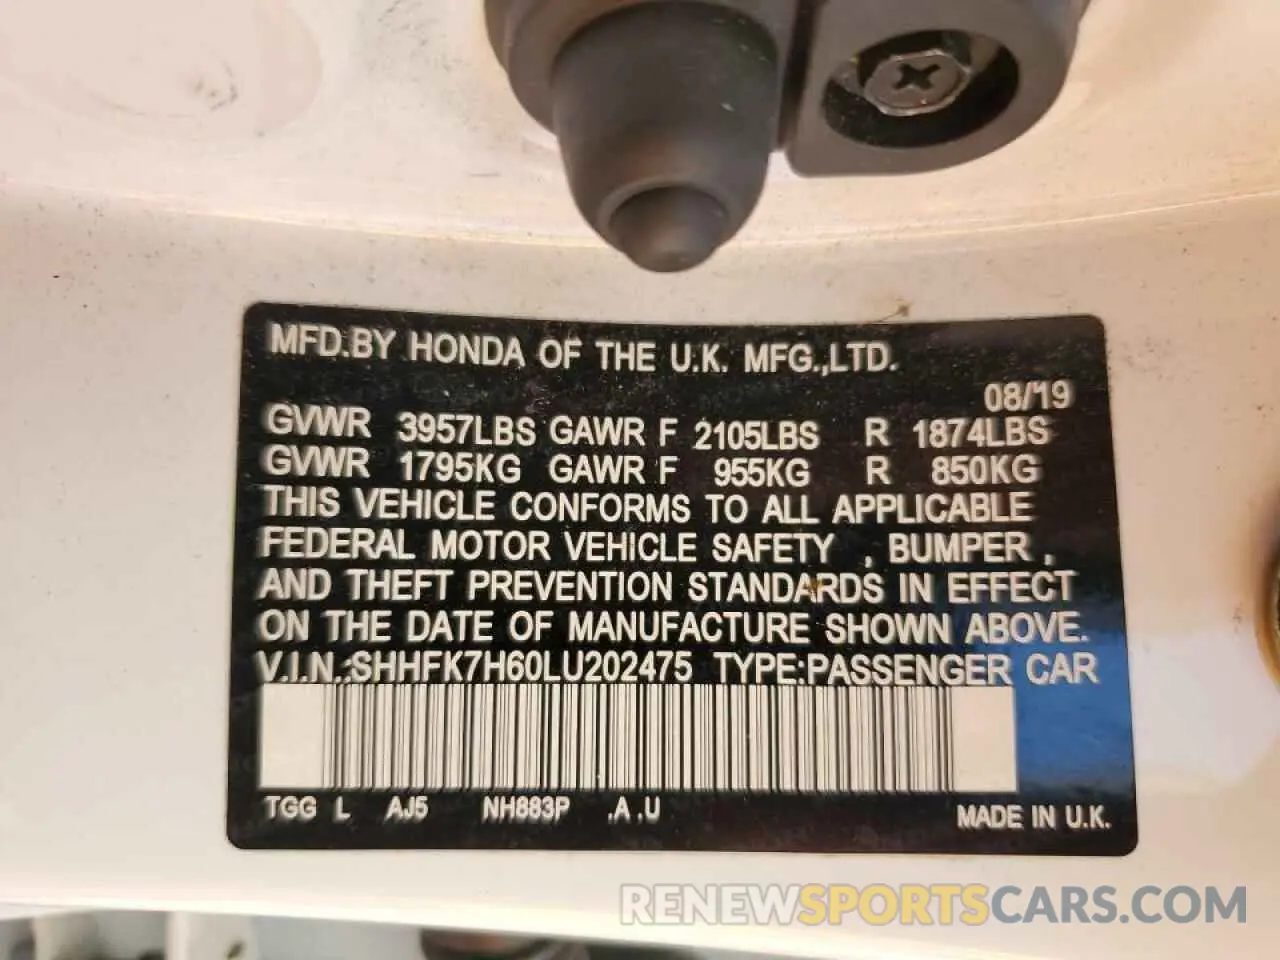 MFD.BY HONDA OF THE U.K. MFG.,LTD.
08/19
GVWR 3957LBS GAWR F 2105LBS R 1874LBS
GVWR 1795KG GAWR F 955KG R 850KG
THIS VEHICLE CONFORMS TO ALL APPLICABLE
FEDERAL MOTOR VEHICLE SAFETY , BUMPER ,
AND THEFT PREVENTION STANDARDS IN EFFECT
ON THE DATE OF MANUFACTURE SHOWN ABOVE.
V.I.N.:SHHFK7H60LU202475 TYPE:PASSENGER CAR
TGG L AJ5 NH883P .A .U
MADE IN U.K.
RENEWSPORTSCARS.COM